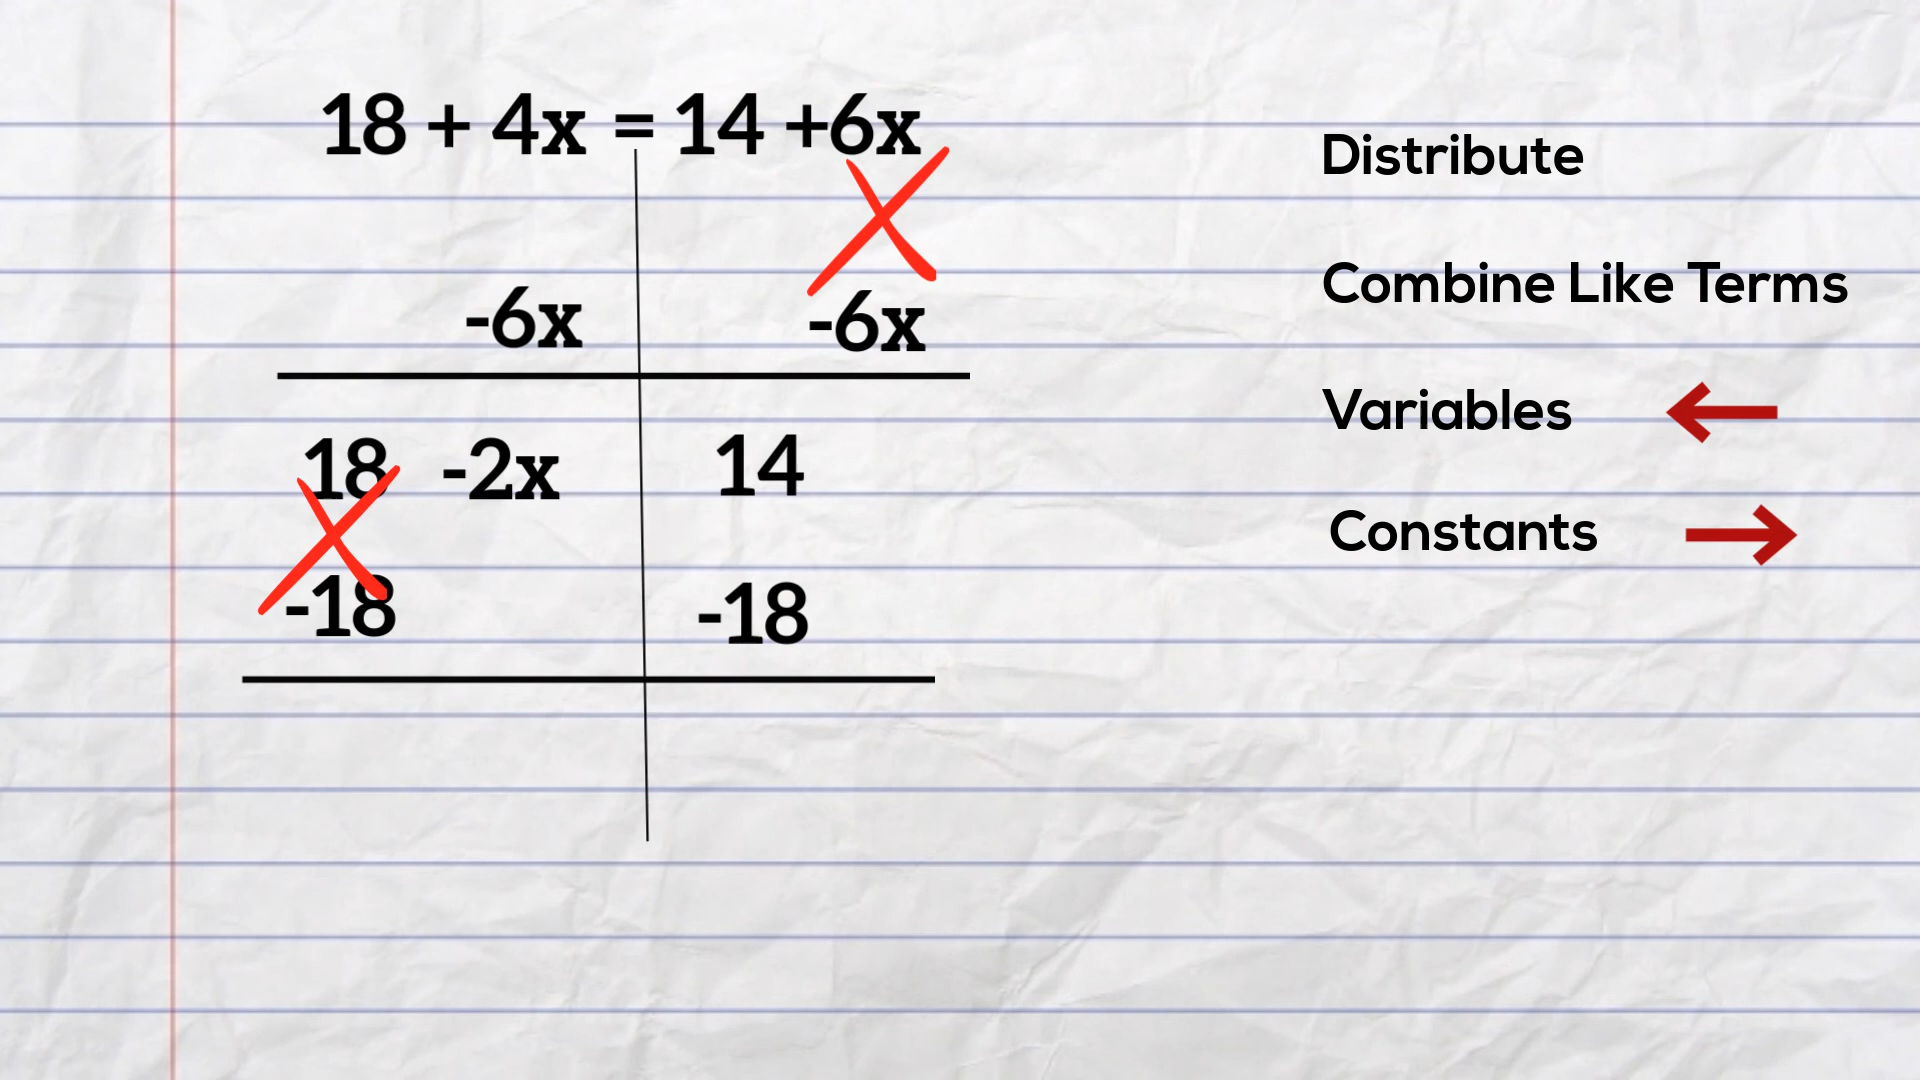 18 + 4x = 14 +6x
-6x -6x
18 -2x 14
-18 -18
Distribute
Combine Like Terms
Variables ←
Constants →